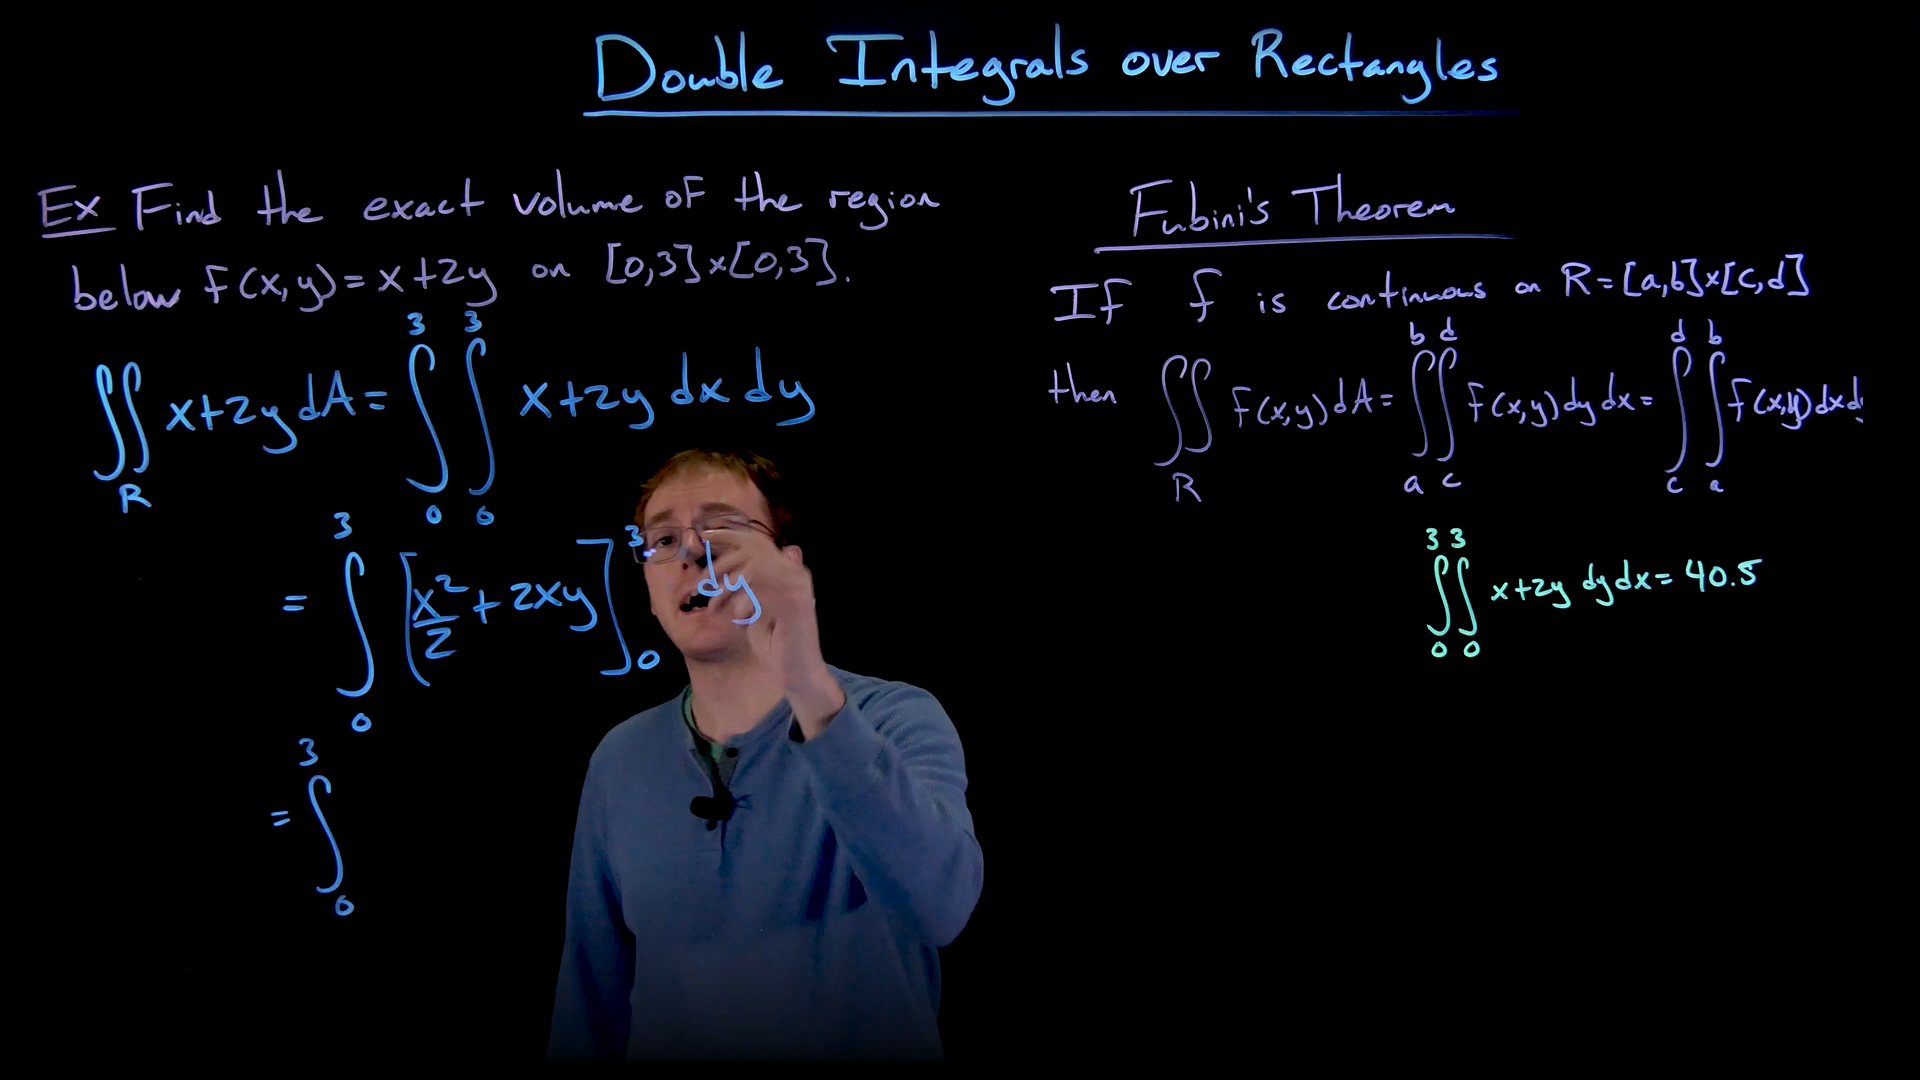 Double Integrals over Rectangles
Ex Find the exact volume of the region
below f(x,y)=x+2y on [0,3]×[0,3].
∬_R x+2y dA = ∫_0^3 ∫_0^3 x+2y dx dy
= ∫_0^3 [x²/2 + 2xy]_0^3 dy
= ∫_0^3
Fubini's Theorem
If f is continuous on R=[a,b]×[c,d]
then ∬_R f(x,y)dA = ∫_a^b ∫_c^d f(x,y)dy dx = ∫_c^d ∫_a^b f(x,y)dx d
∫_0^3 ∫_0^3 x+2y dy dx = 40.5